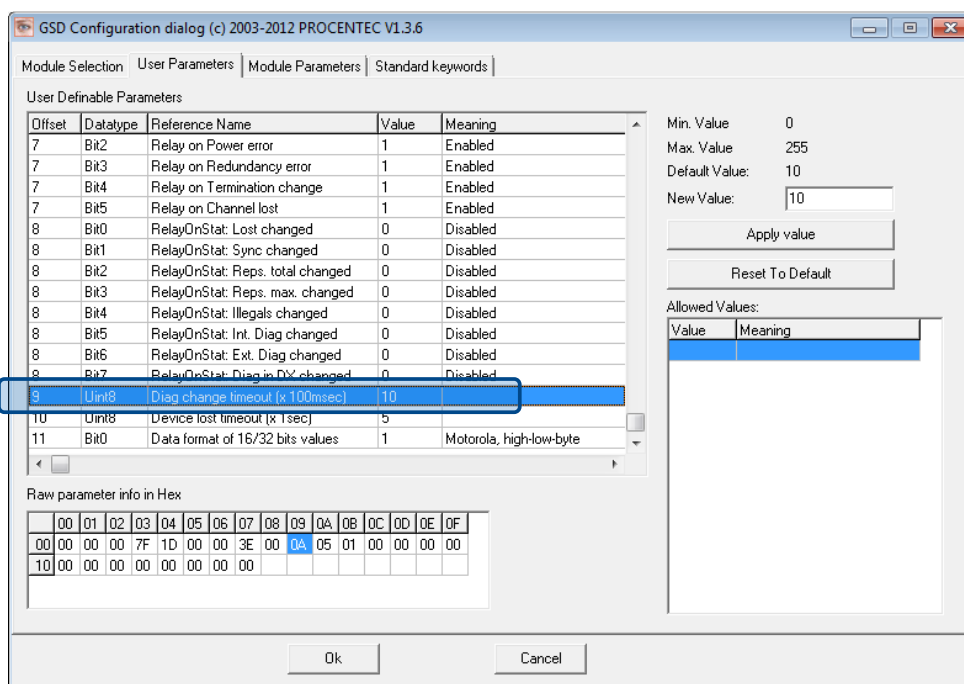 GSD Configuration dialog (c) 2003-2012 PROCENTEC V1.3.6
Module Selection User Parameters Module Parameters Standard keywords
User Definable Parameters
Offset Datatype Reference Name Value Meaning
7 Bit2 Relay on Power error 1 Enabled
7 Bit3 Relay on Redundancy error 1 Enabled
7 Bit4 Relay on Termination change 1 Enabled
7 Bit5 Relay on Channel lost 1 Enabled
8 Bit0 RelayOnStat: Lost changed 0 Disabled
8 Bit1 RelayOnStat: Sync changed 0 Disabled
8 Bit2 RelayOnStat: Reps. total changed 0 Disabled
8 Bit3 RelayOnStat: Reps. max. changed 0 Disabled
8 Bit4 RelayOnStat: Illegals changed 0 Disabled
8 Bit5 RelayOnStat: Int. Diag changed 0 Disabled
8 Bit6 RelayOnStat: Ext. Diag changed 0 Disabled
8 Bit7 RelayOnStat: Diag in DX changed 0 Disabled
9 Uint8 Diag change timeout (x 100msec) 10
10 Uint8 Device lost timeout (x 1sec) 5
11 Bit0 Data format of 16/32 bits values 1 Motorola, high-low-byte
Min. Value 0
Max. Value 255
Default Value: 10
New Value: 10
Apply value
Reset To Default
Allowed Values:
Value Meaning
Raw parameter info in Hex
00 01 02 03 04 05 06 07 08 09 0A 0B 0C 0D 0E 0F
00 00 00 00 7F 1D 00 00 3E 00 0A 05 01 00 00 00 00
10 00 00 00 00 00 00 00 00
Ok Cancel